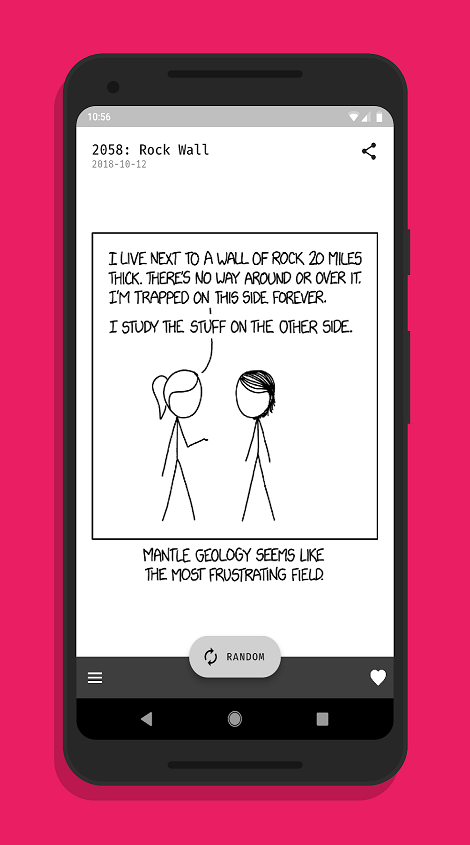 10:56
2058: Rock Wall
2018-10-12
I LIVE NEXT TO A WALL OF ROCK 20 MILES
THICK. THERE'S NO WAY AROUND OR OVER IT.
I'M TRAPPED ON THIS SIDE FOREVER.
I STUDY THE STUFF ON THE OTHER SIDE.
MANTLE GEOLOGY SEEMS LIKE
THE MOST FRUSTRATING FIELD.
RANDOM